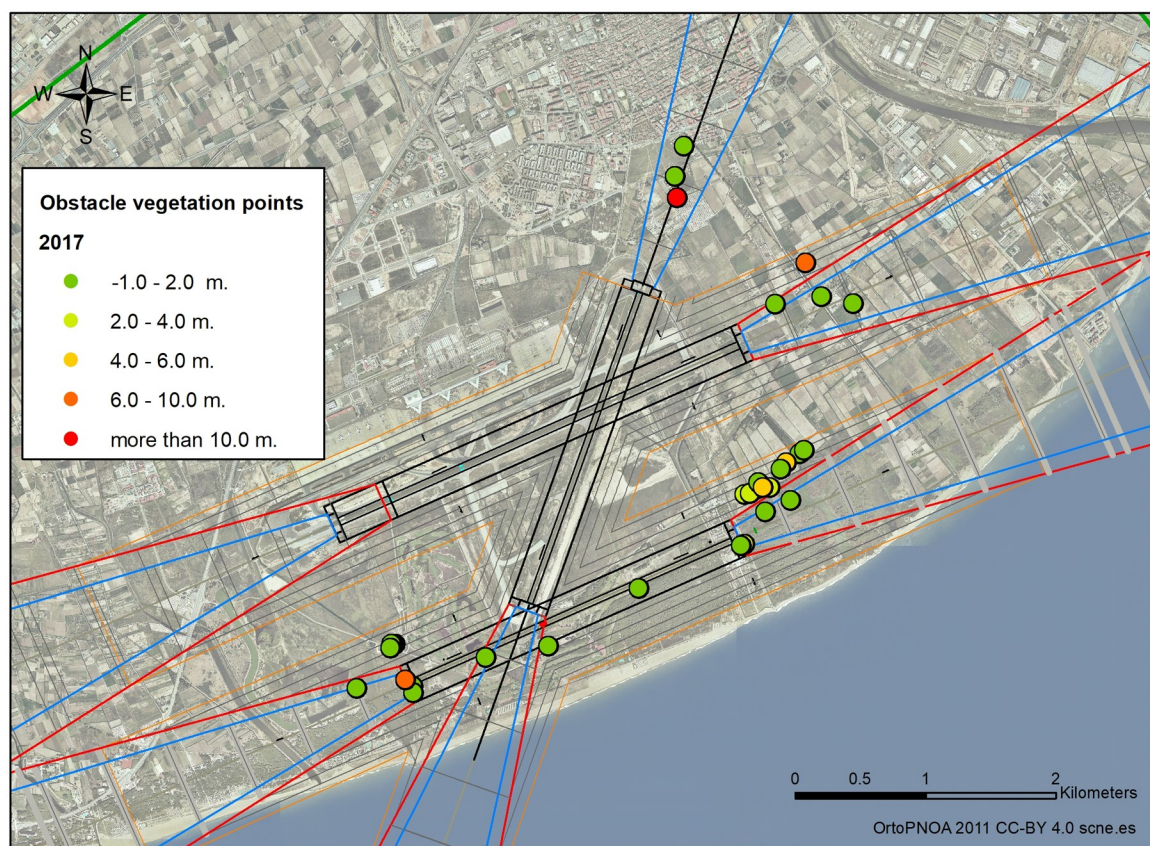 N
W E
S
Obstacle vegetation points
2017
-1.0 - 2.0 m.
2.0 - 4.0 m.
4.0 - 6.0 m.
6.0 - 10.0 m.
more than 10.0 m.
0 0.5 1 2
Kilometers
OrtoPNOA 2011 CC-BY 4.0 scne.es